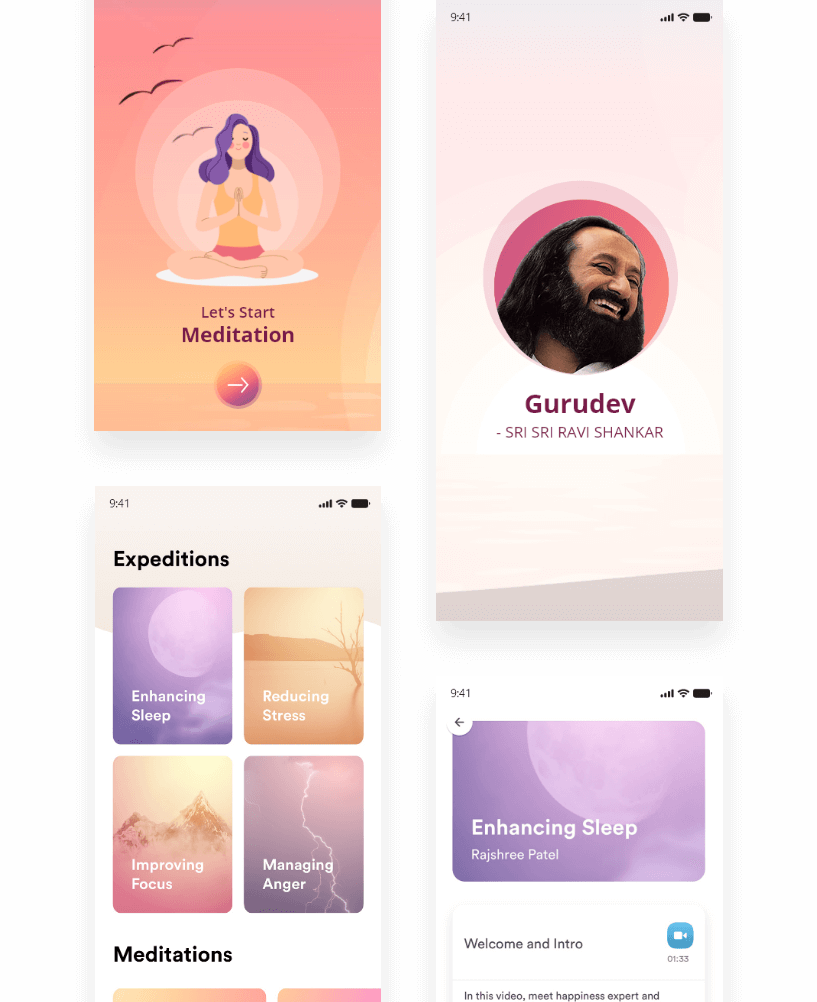 Let's Start
Meditation
9:41
Gurudev
- SRI SRI RAVI SHANKAR
9:41
Expeditions
Enhancing
Sleep
Reducing
Stress
Improving
Focus
Managing
Anger
Meditations
9:41
Enhancing Sleep
Rajshree Patel
Welcome and Intro
01:33
In this video, meet happiness expert and